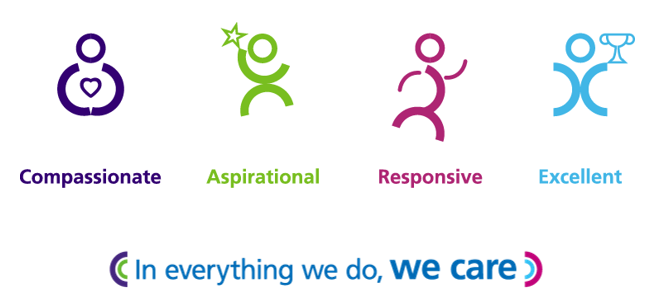 Compassionate Aspirational Responsive Excellent
In everything we do, we care